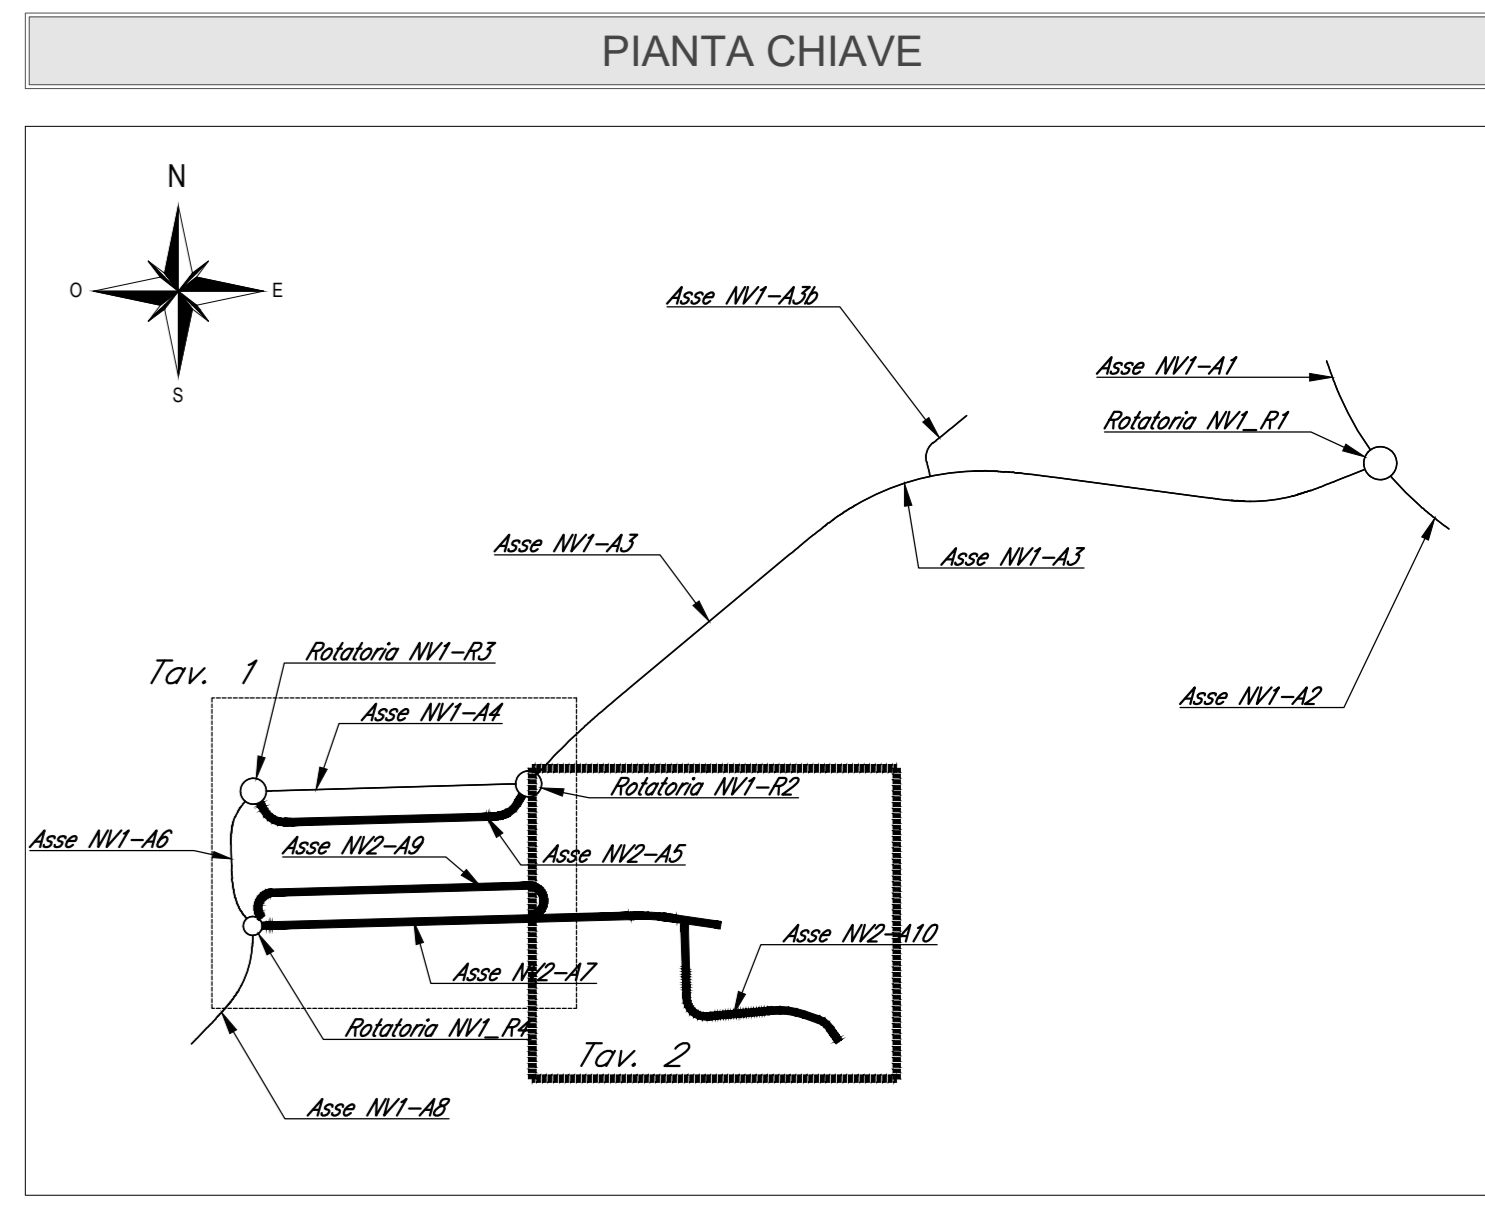 PIANTA CHIAVE
N
O
E
S
Asse NV1-A3b
Asse NV1-A1
Rotatoria NV1_R1
Asse NV1-A3
Asse NV1-A3
Rotatoria NV1-R3
Tav. 1
Asse NV1-A2
Asse NV1-A4
Rotatoria NV1-R2
Asse NV1-A6
Asse NV2-A9
Asse NV2-A5
Asse NV2-A10
Asse NV2-A7
Rotatoria NV1_R4
Tav. 2
Asse NV1-A8